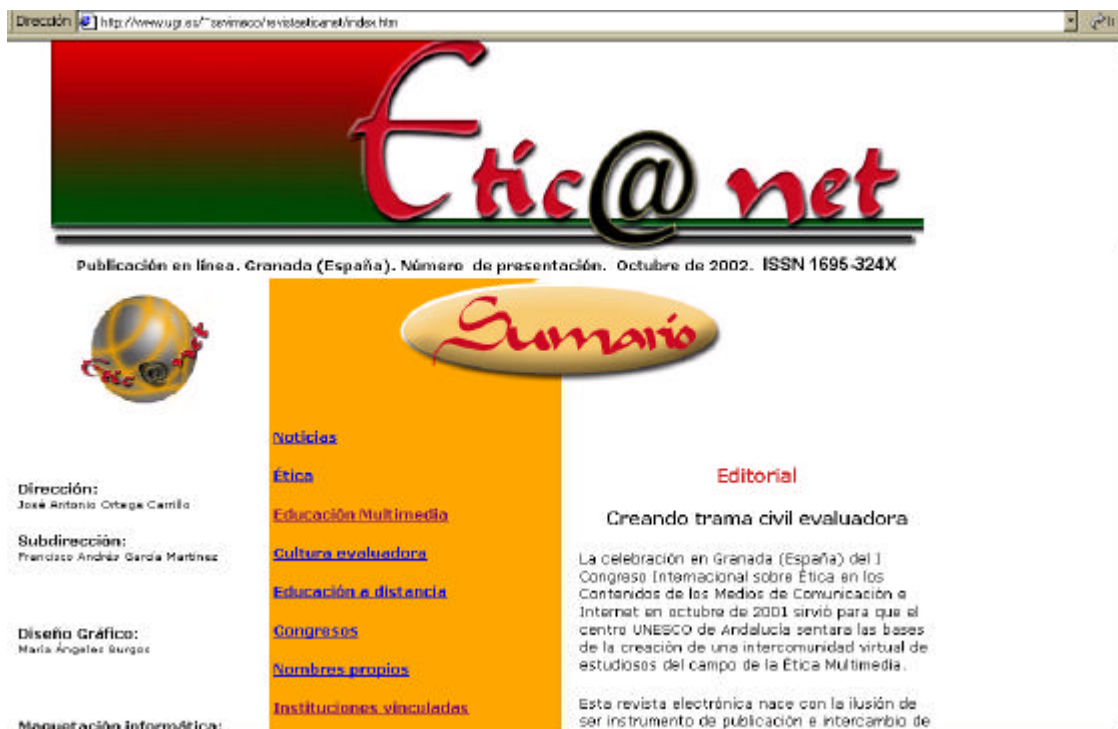 Dirección http://www.ugr.es/~sevimeco/revistaeticanet/index.htm
Ir
Etic@net
Publicación en línea. Granada (España). Número de presentación. Octubre de 2002. ISSN 1695-324X
Etic@net
Sumario
Dirección:
José Antonio Ortega Carrillo
Subdirección:
Francisco Andrés García Martínez
Diseño Gráfico:
María Ángeles Burgos
Maquetación informática:
Noticias
Ética
Educación Multimedia
Cultura evaluadora
Educación a distancia
Congresos
Nombres propios
Instituciones vinculadas
Editorial
Creando trama civil evaluadora
La celebración en Granada (España) del I
Congreso Internacional sobre Ética en los
Contenidos de los Medios de Comunicación e
Internet en octubre de 2001 sirvió para que el
centro UNESCO de Andalucía sentara las bases
de la creación de una intercomunidad virtual de
estudiosos del campo de la Ética Multimedia.
Esta revista electrónica nace con la ilusión de
ser instrumento de publicación e intercambio de